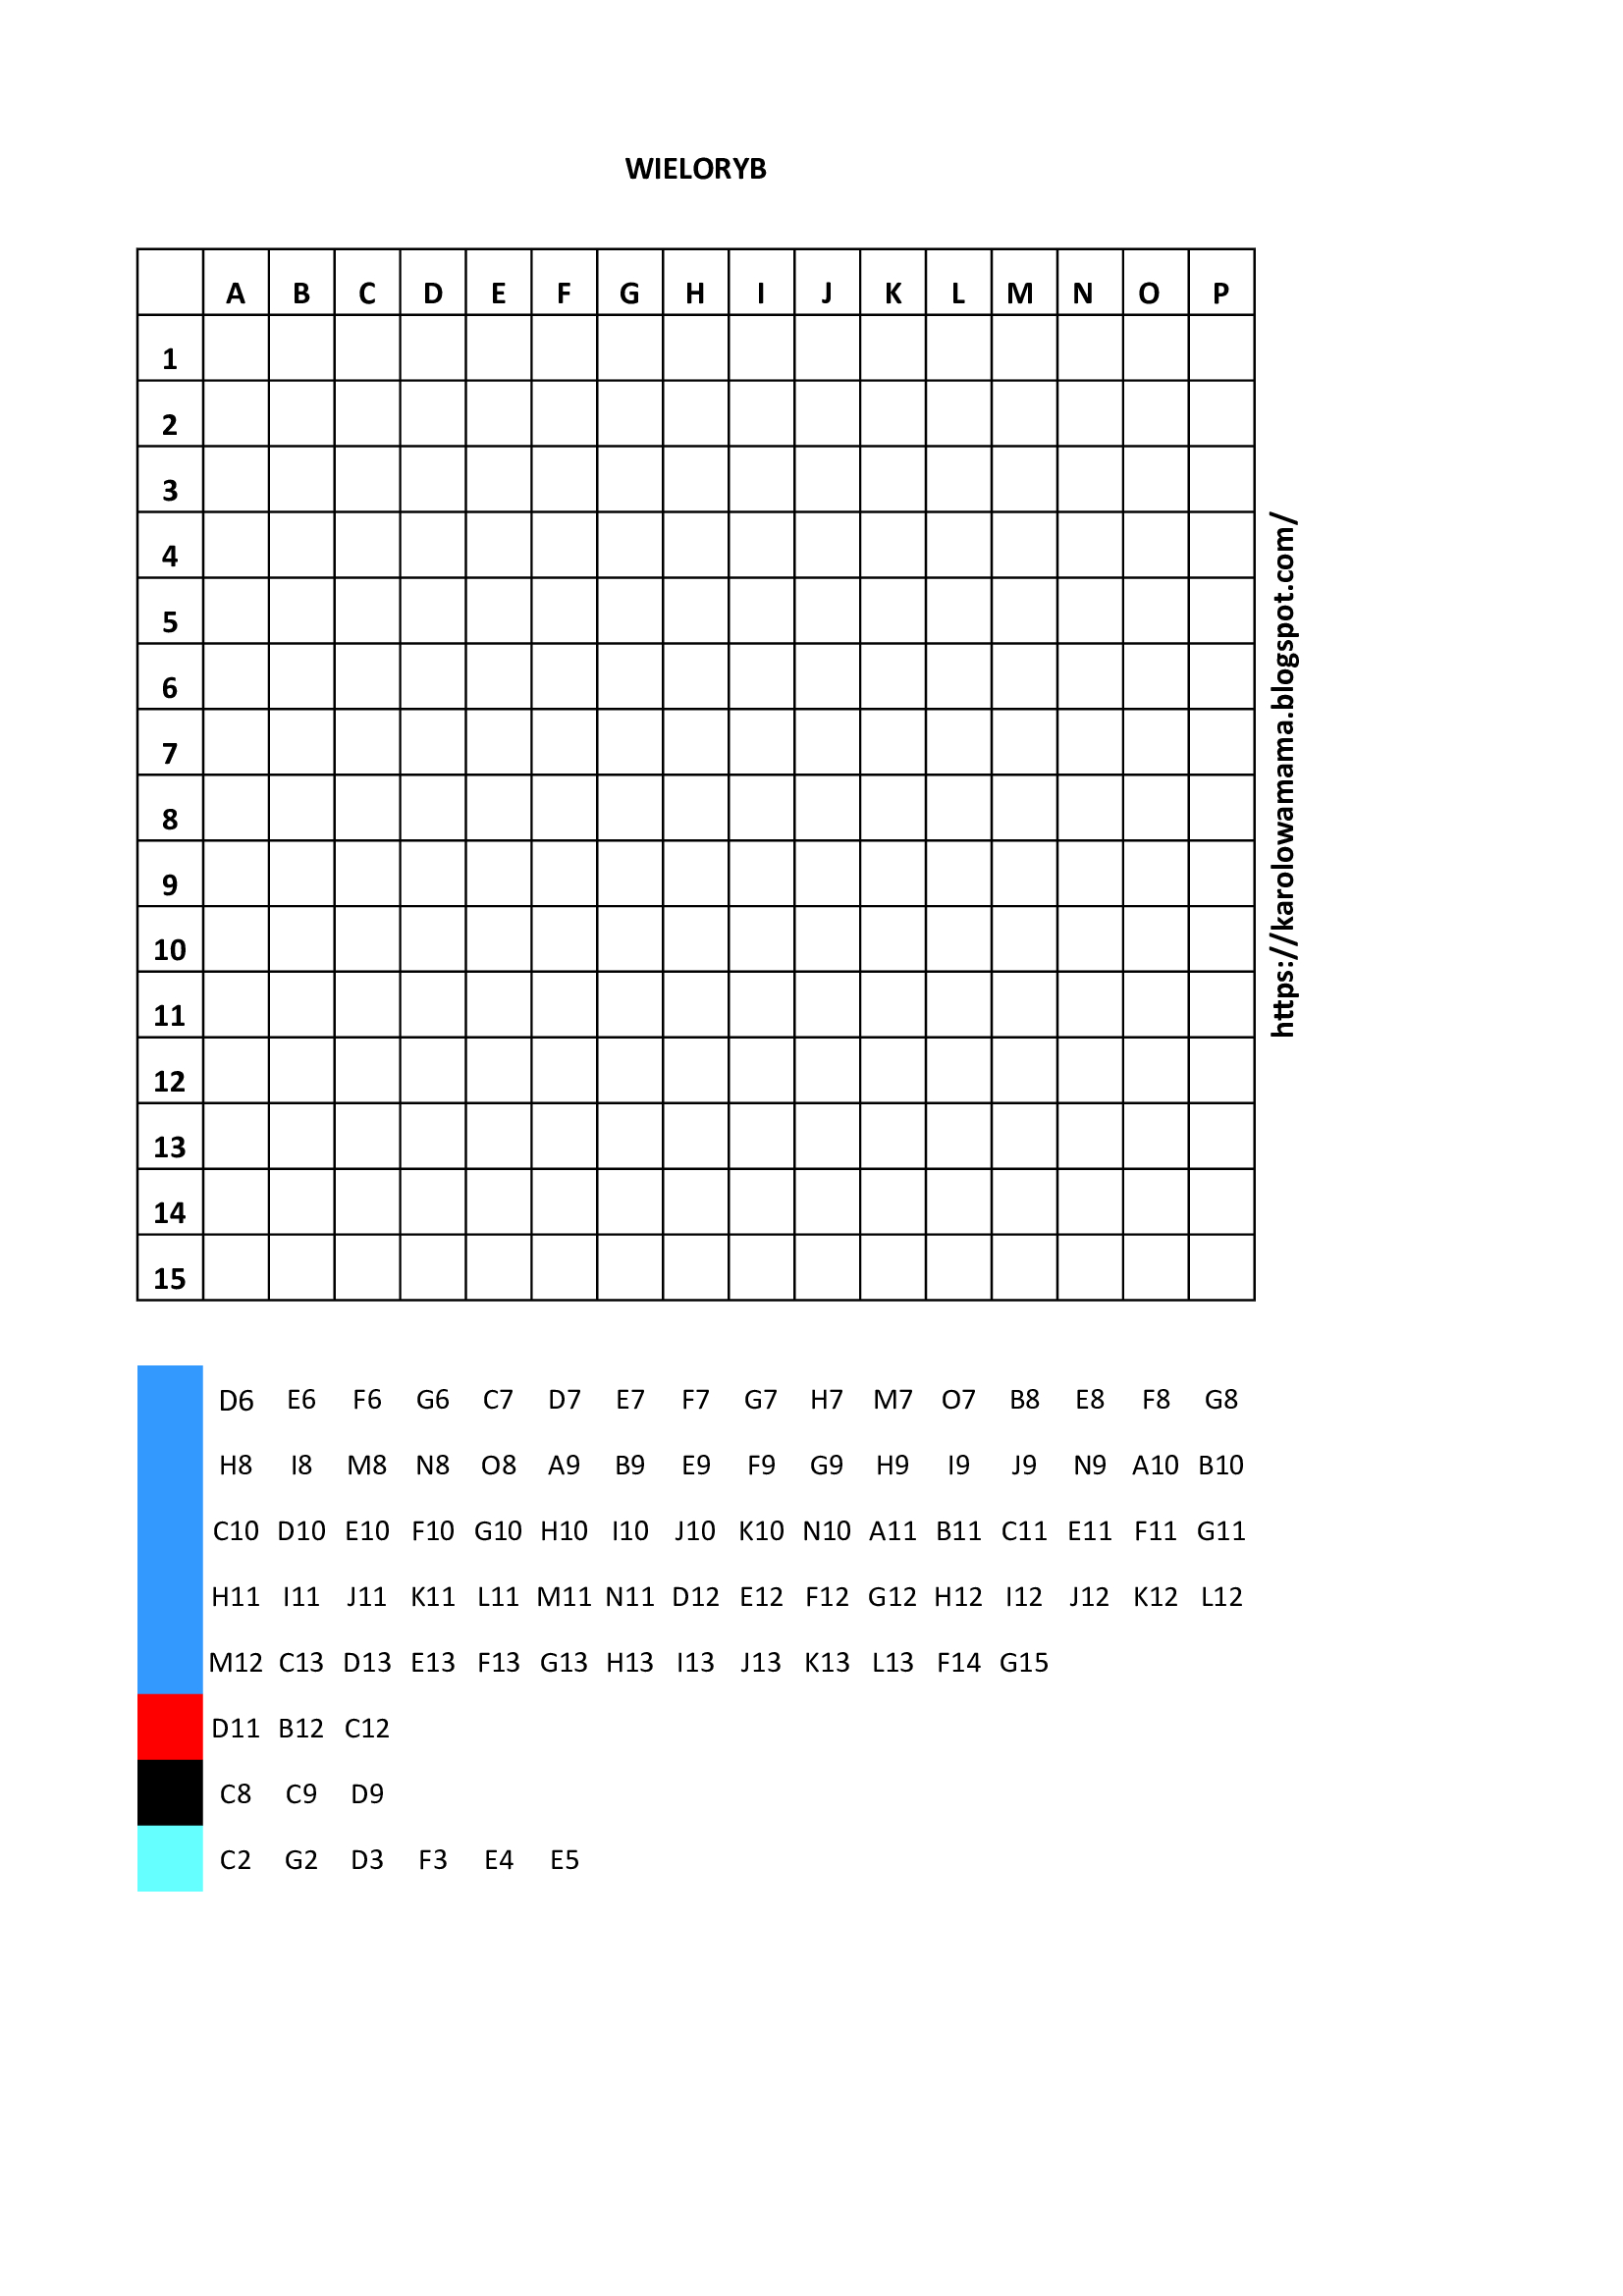 WIELORYB
A B C D E F G H I J K L M N O P
1
2
3
4
5
6
7
8
9
10
11
12
13
14
15
https://karolowamama.blogspot.com/
D6 E6 F6 G6 C7 D7 E7 F7 G7 H7 M7 O7 B8 E8 F8 G8
H8 I8 M8 N8 O8 A9 B9 E9 F9 G9 H9 I9 J9 N9 A10 B10
C10 D10 E10 F10 G10 H10 I10 J10 K10 N10 A11 B11 C11 E11 F11 G11
H11 I11 J11 K11 L11 M11 N11 D12 E12 F12 G12 H12 I12 J12 K12 L12
M12 C13 D13 E13 F13 G13 H13 I13 J13 K13 L13 F14 G15
D11 B12 C12
C8 C9 D9
C2 G2 D3 F3 E4 E5